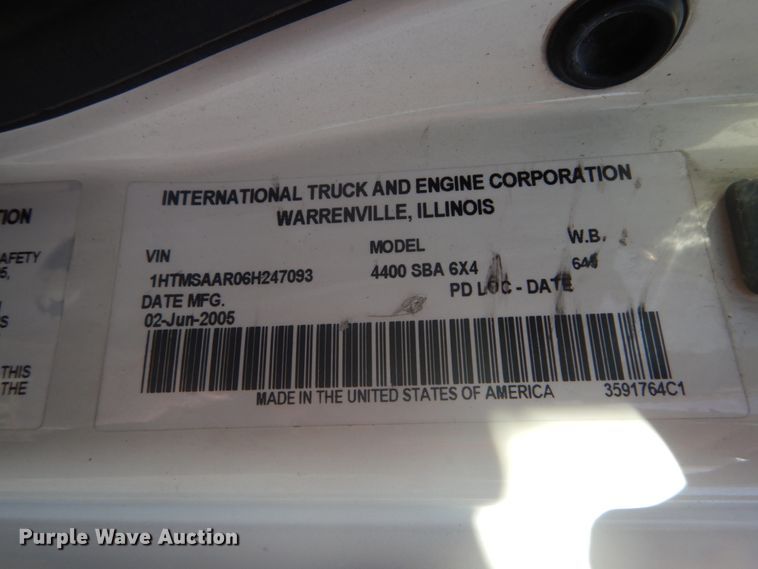 TION
AFETY
S
THIS
THE
INTERNATIONAL TRUCK AND ENGINE CORPORATION
WARRENVILLE, ILLINOIS
VIN MODEL W.B.
1HTMSAAR06H247093 4400 SBA 6X4
DATE MFG. PD LOC - DATE
02-Jun-2005
MADE IN THE UNITED STATES OF AMERICA 3591764C1
Purple Wave Auction